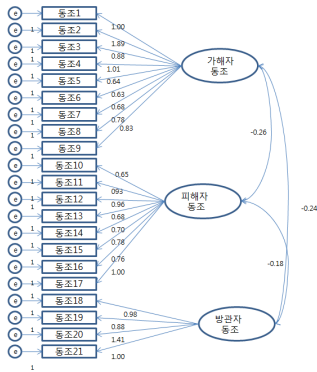 e 동조1
e 1 동조2 1.00
e 동조3 1.89
e 1 동조4 0.88
e 1 동조5 1.01
e 1 동조6 0.64
e 1 동조7 0.63
e 1 동조8 0.68
e 1 동조9 0.78
1 0.83
가해자
동조
e 동조10
e 1 동조11 0.65
e 1 동조12 093
e 1 동조13 0.96
e 1 동조14 0.68
e 1 동조15 0.70
e 1 동조16 0.78
e 1 동조17 0.76
1.00
피해자
동조
e 1 동조18
e 1 동조19 0.98
e 1 동조20 0.88
e 1 동조21 1.41
1 1.00
방관자
동조
-0.26
-0.24
-0.18